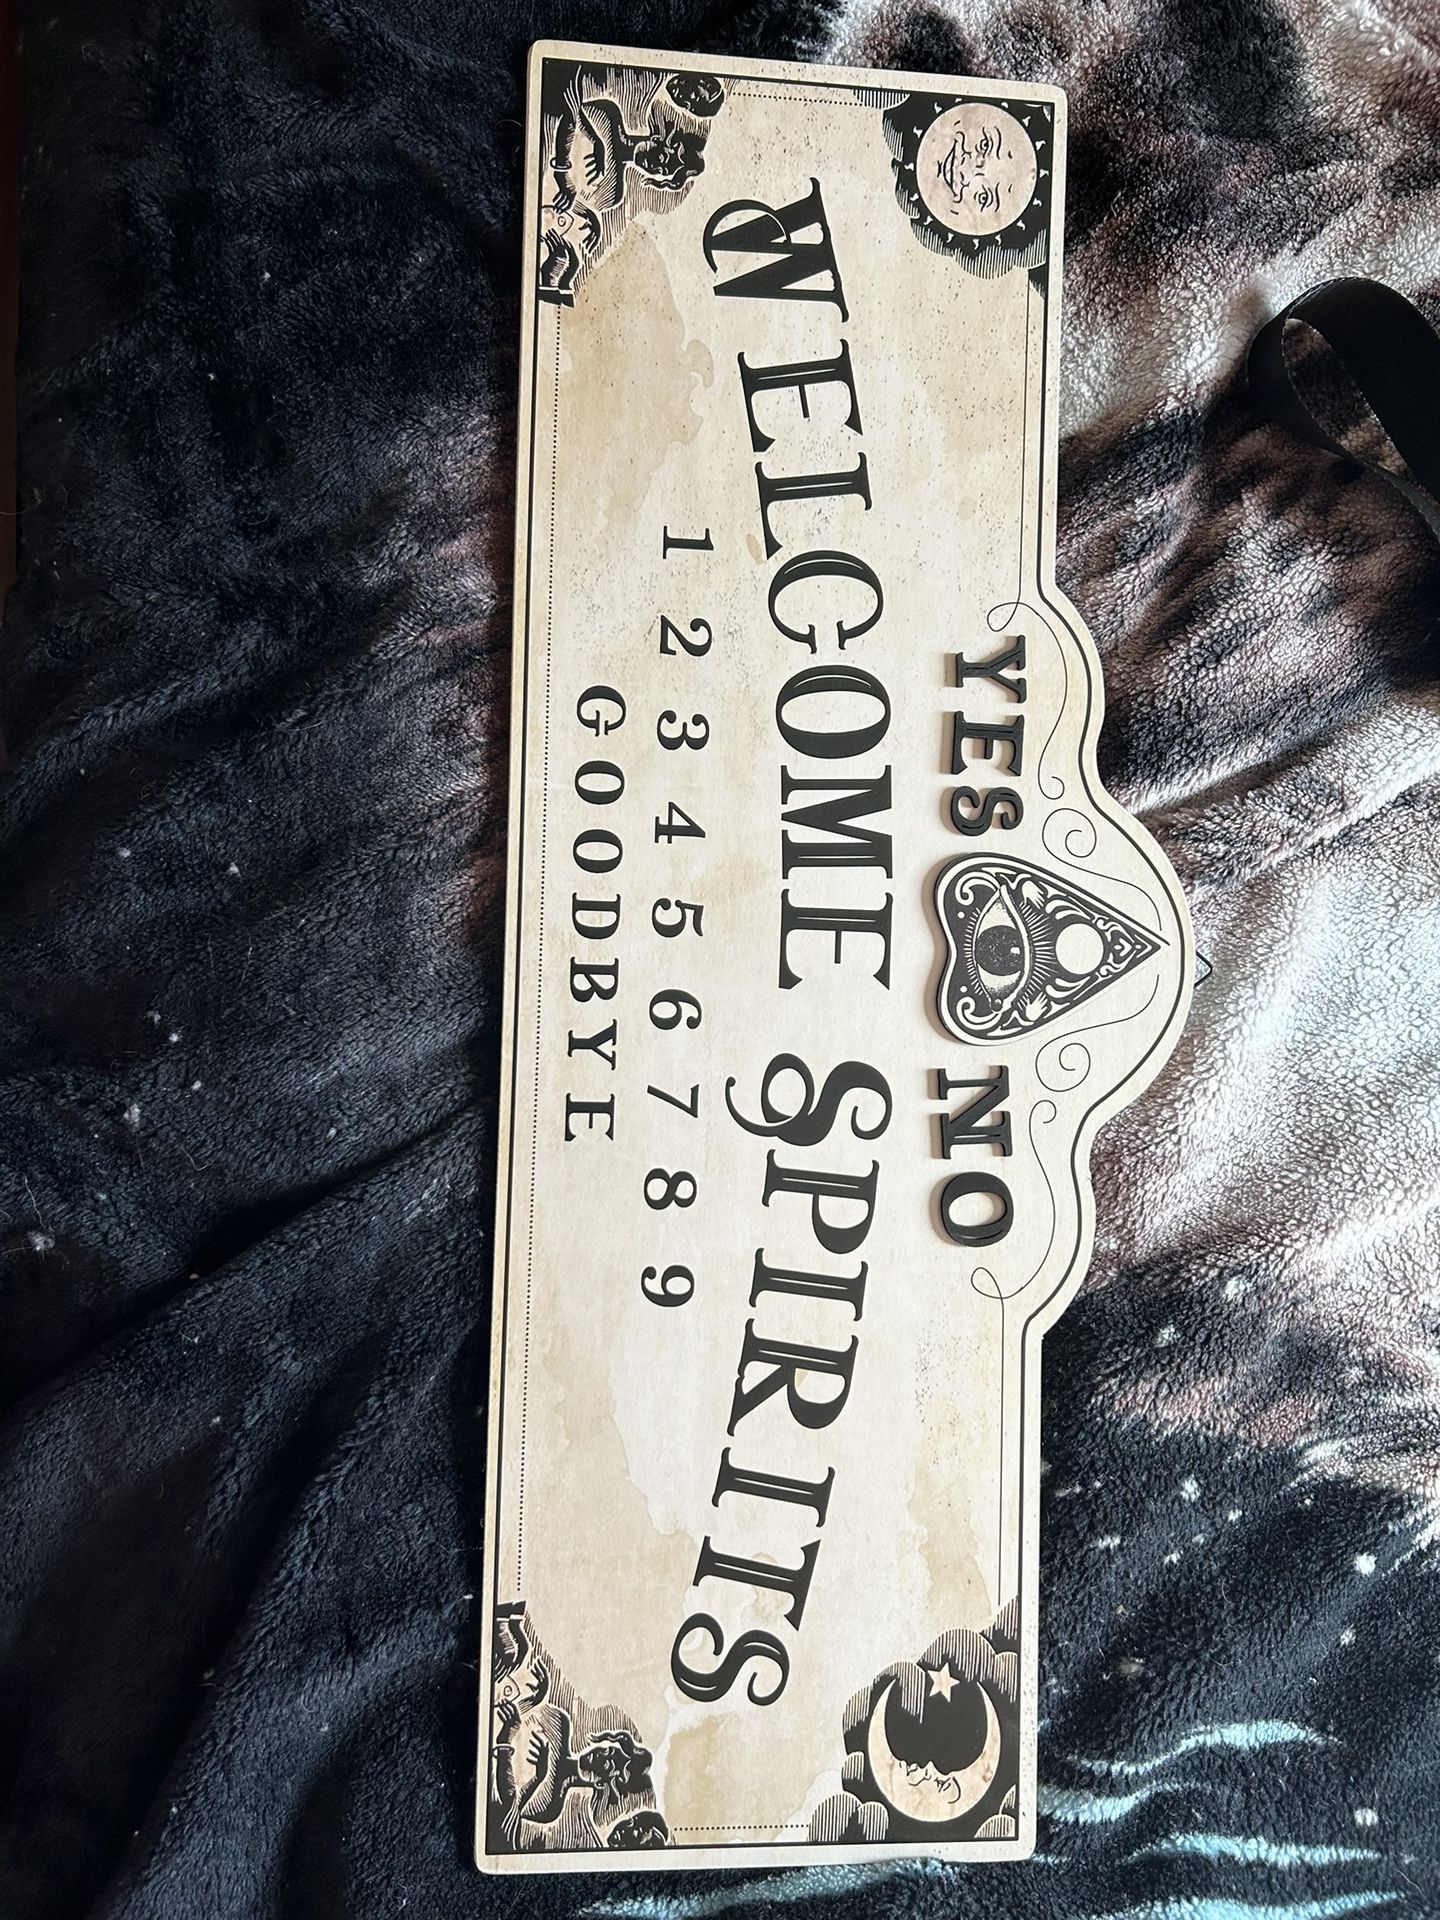 YES NO
WELCOME SPIRITS
1 2 3 4 5 6 7 8 9
GOODBYE